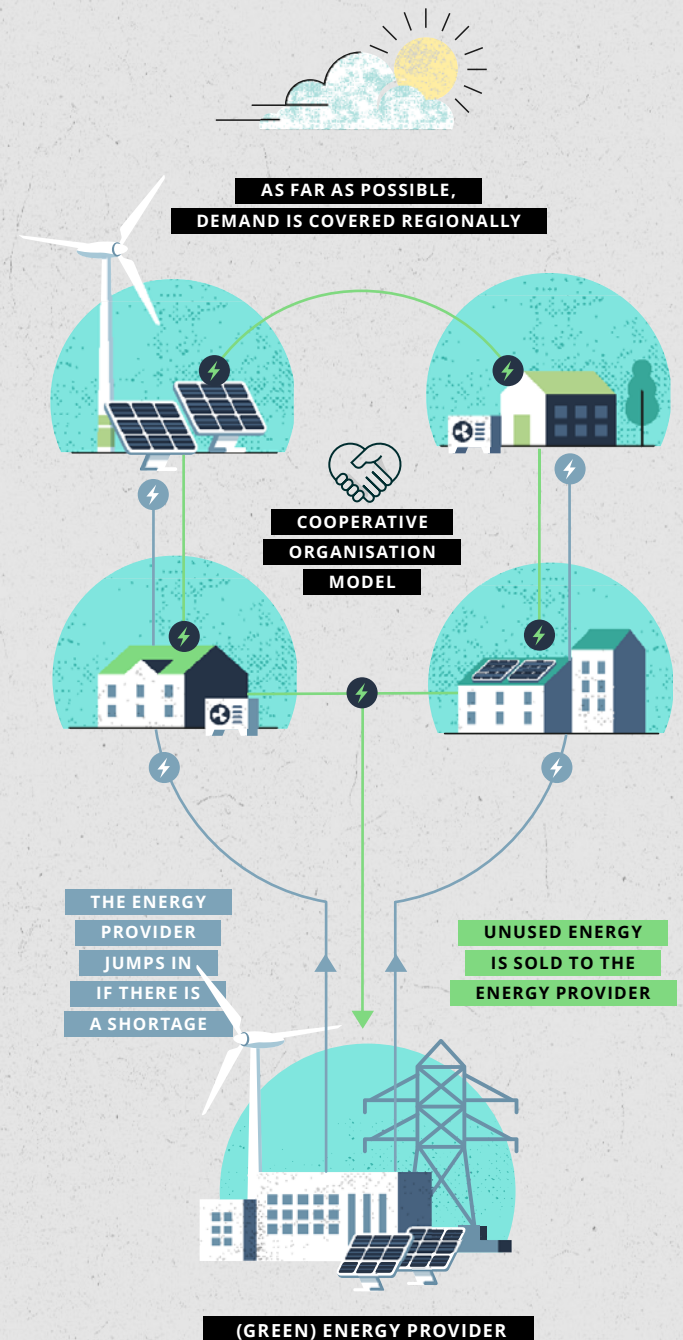 AS FAR AS POSSIBLE,
DEMAND IS COVERED REGIONALLY
COOPERATIVE
ORGANISATION
MODEL
THE ENERGY
PROVIDER
JUMPS IN
IF THERE IS
A SHORTAGE
UNUSED ENERGY
IS SOLD TO THE
ENERGY PROVIDER
(GREEN) ENERGY PROVIDER